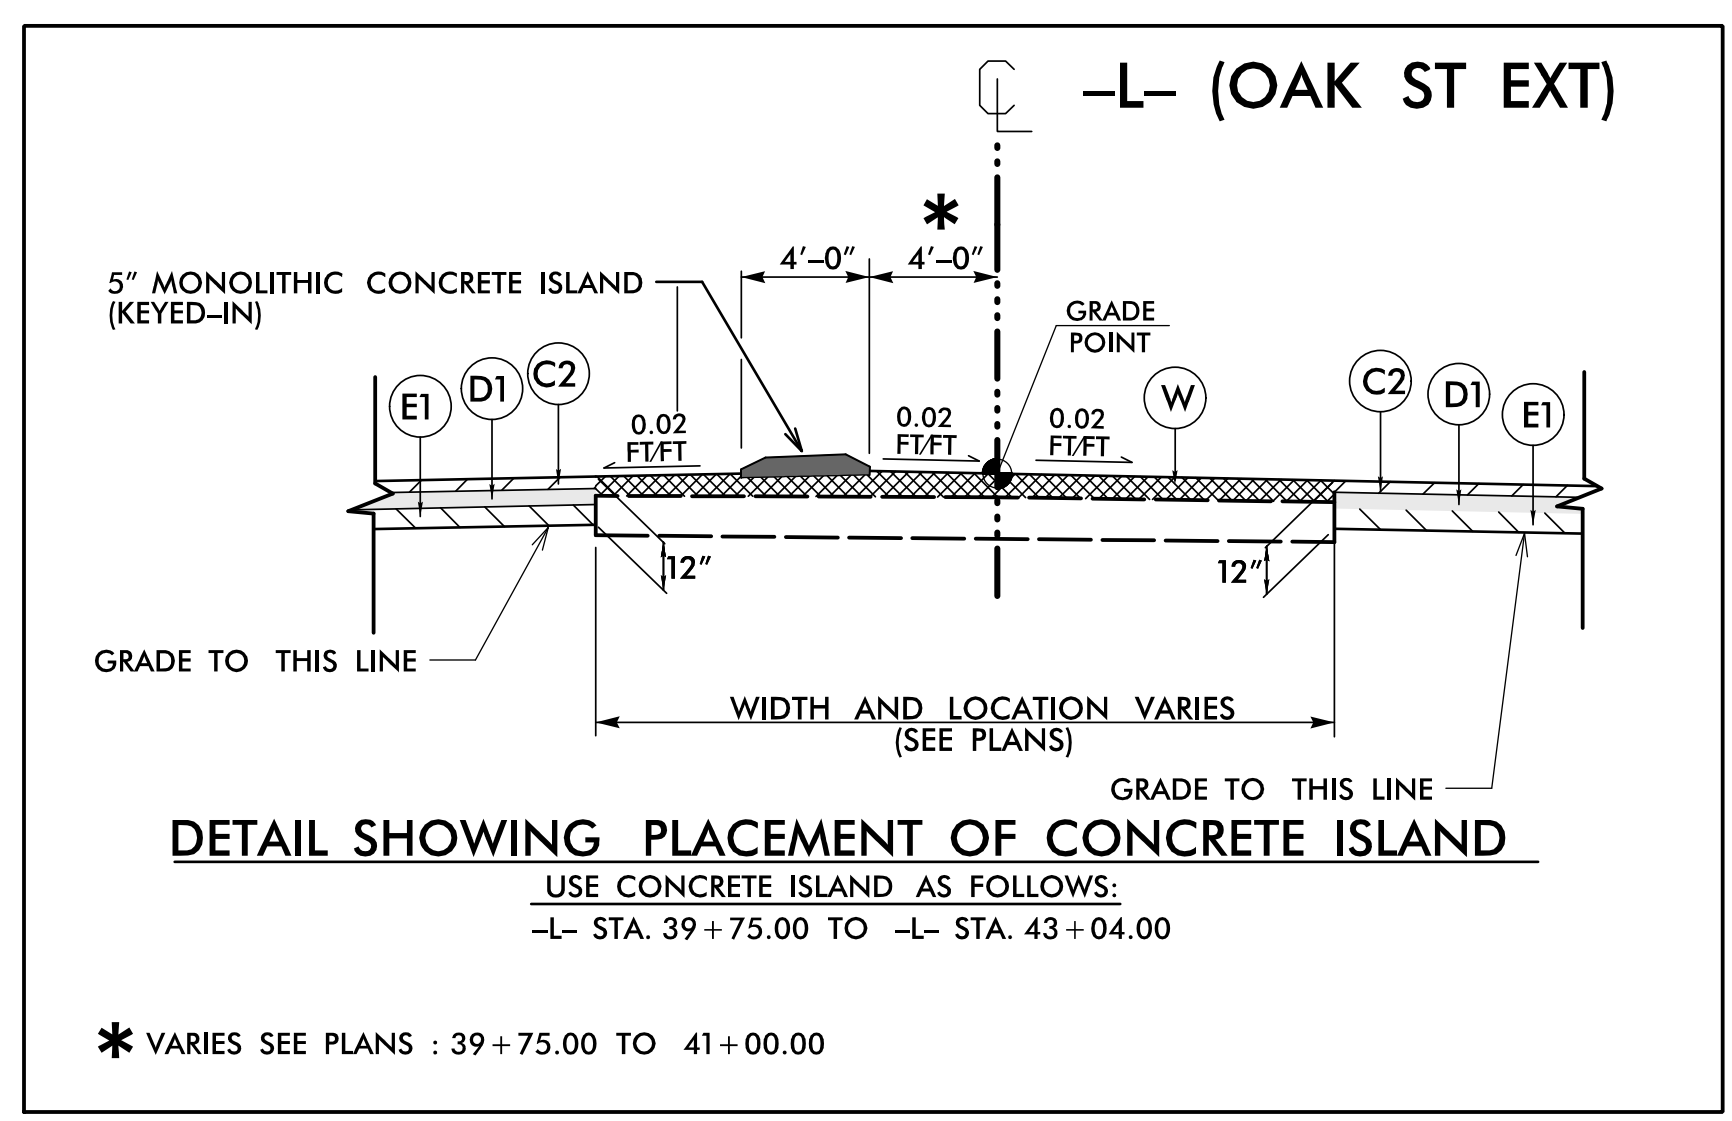 CL –L– (OAK ST EXT)
*
4'–0" 4'–0"
5" MONOLITHIC CONCRETE ISLAND
(KEYED–IN)
GRADE
POINT
E1 D1 C2
0.02
FT/FT
0.02
FT/FT
0.02
FT/FT
W
C2 D1 E1
12"
12"
GRADE TO THIS LINE
WIDTH AND LOCATION VARIES
(SEE PLANS)
GRADE TO THIS LINE
DETAIL SHOWING PLACEMENT OF CONCRETE ISLAND
USE CONCRETE ISLAND AS FOLLOWS:
–L– STA. 39+75.00 TO –L– STA. 43+04.00
* VARIES SEE PLANS : 39+75.00 TO 41+00.00